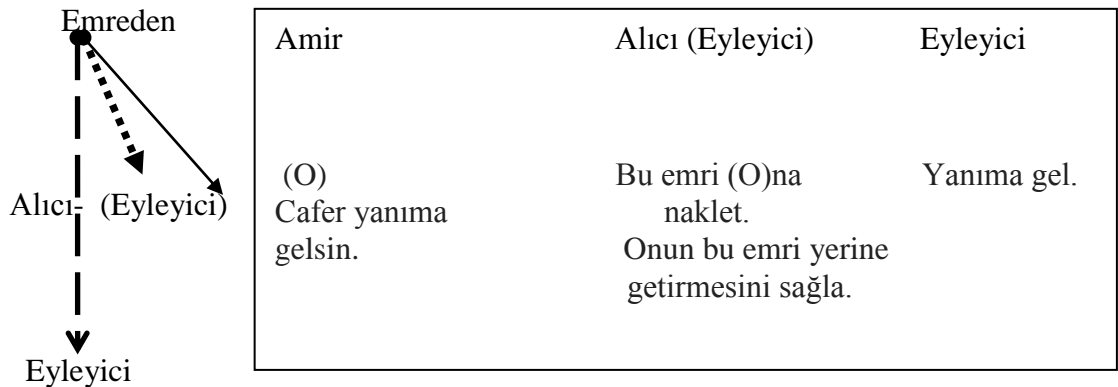 Emreden
Alıcı- (Eyleyici)
Eyleyici
Amir Alıcı (Eyleyici) Eyleyici
(O) Bu emri (O)na Yanıma gel.
Cafer yanıma naklet.
gelsin. Onun bu emri yerine
getirmesini sağla.